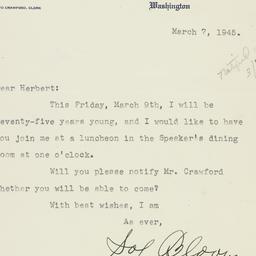 TO CRAWFORD, CLERK
Washington
March 7, 1945.
ear Herbert:
This Friday, March 9th, I will be
eventy-five years young, and I would like to have
ou join me at a luncheon in the Speaker's dining
oom at one o'clock.
Will you please notify Mr. Crawford
hether you will be able to come?
With best wishes, I am
As ever,
Sol Bloom